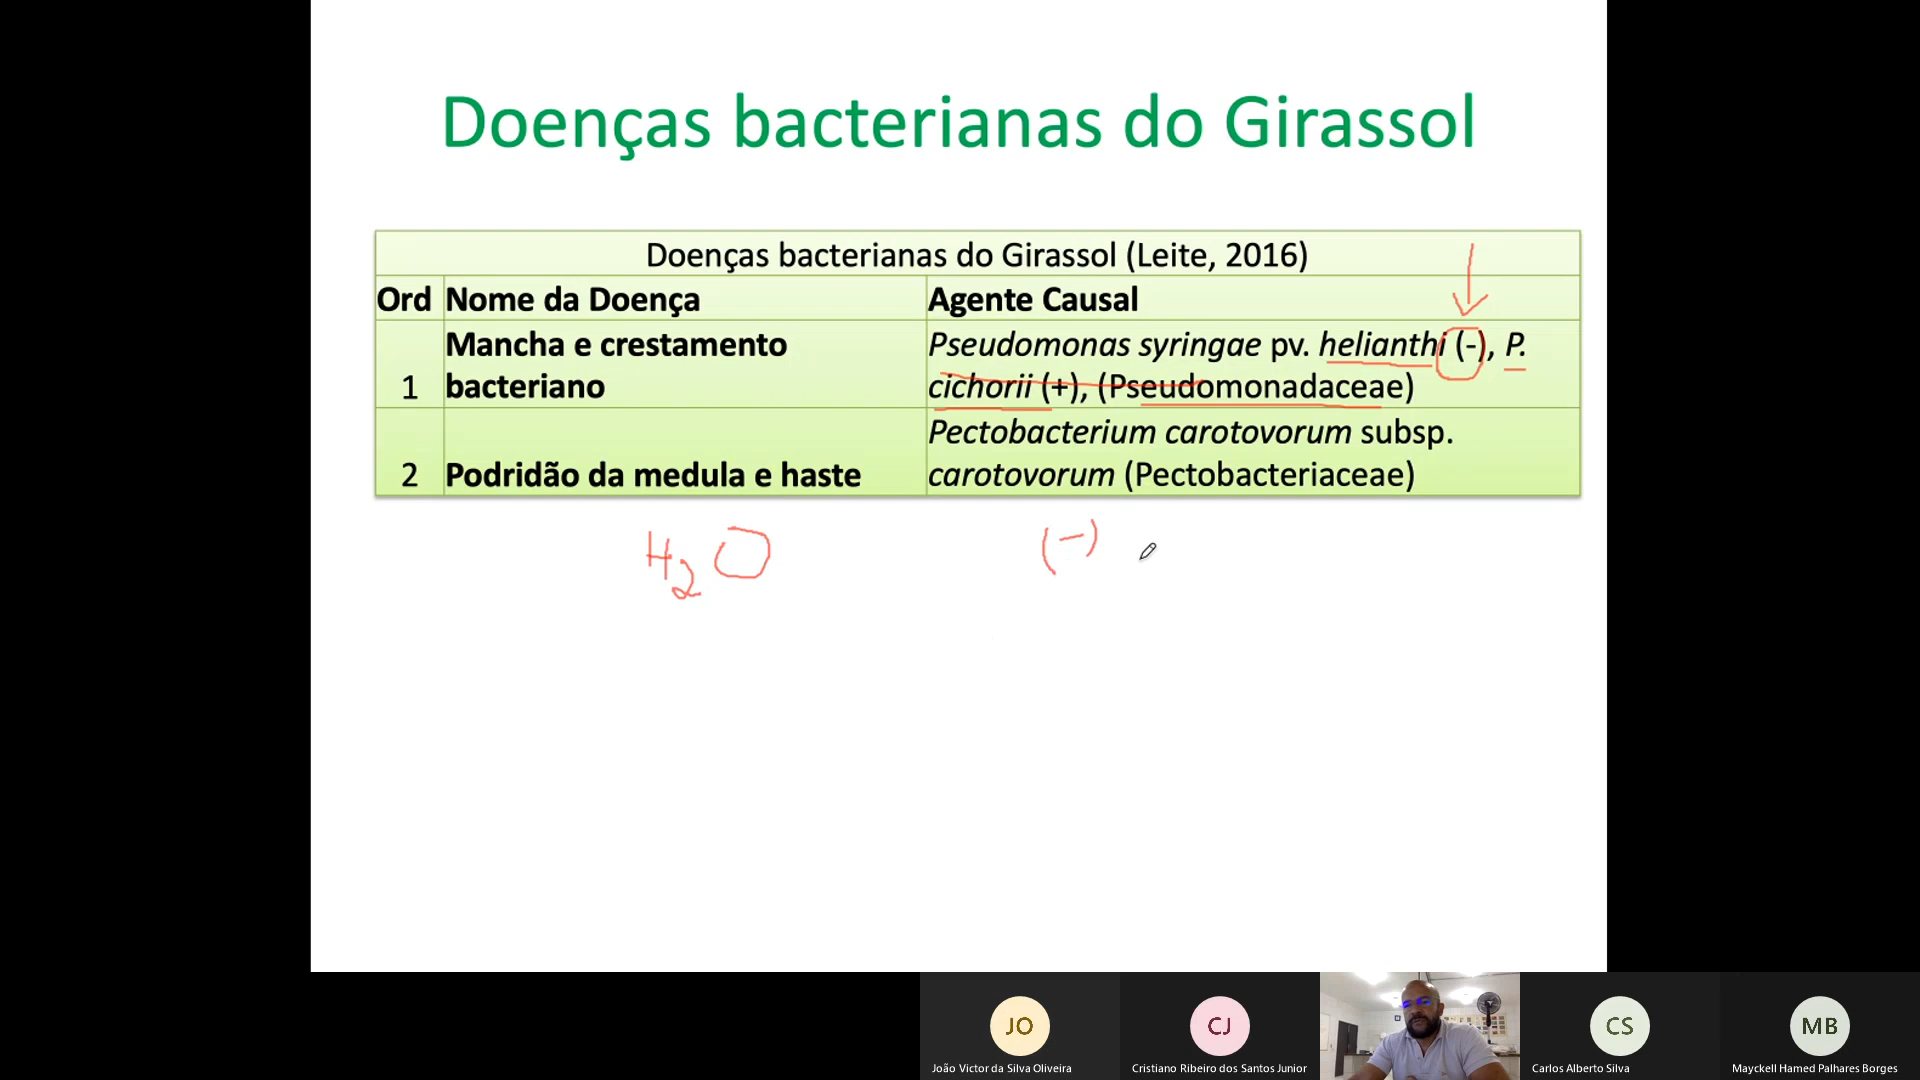 Doenças bacterianas do Girassol
Doenças bacterianas do Girassol (Leite, 2016)
Ord Nome da Doença Agente Causal
1 Mancha e crestamento bacteriano
Pseudomonas syringae pv. helianthi (-), P.
cichorii (+), (Pseudomonadaceae)
2 Podridão da medula e haste
Pectobacterium carotovorum subsp.
carotovorum (Pectobacteriaceae)
H2O (-)
JO CJ CS MB
João Victor da Silva Oliveira Cristiano Ribeiro dos Santos Junior Carlos Alberto Silva Mayckell Hamed Palhares Borges